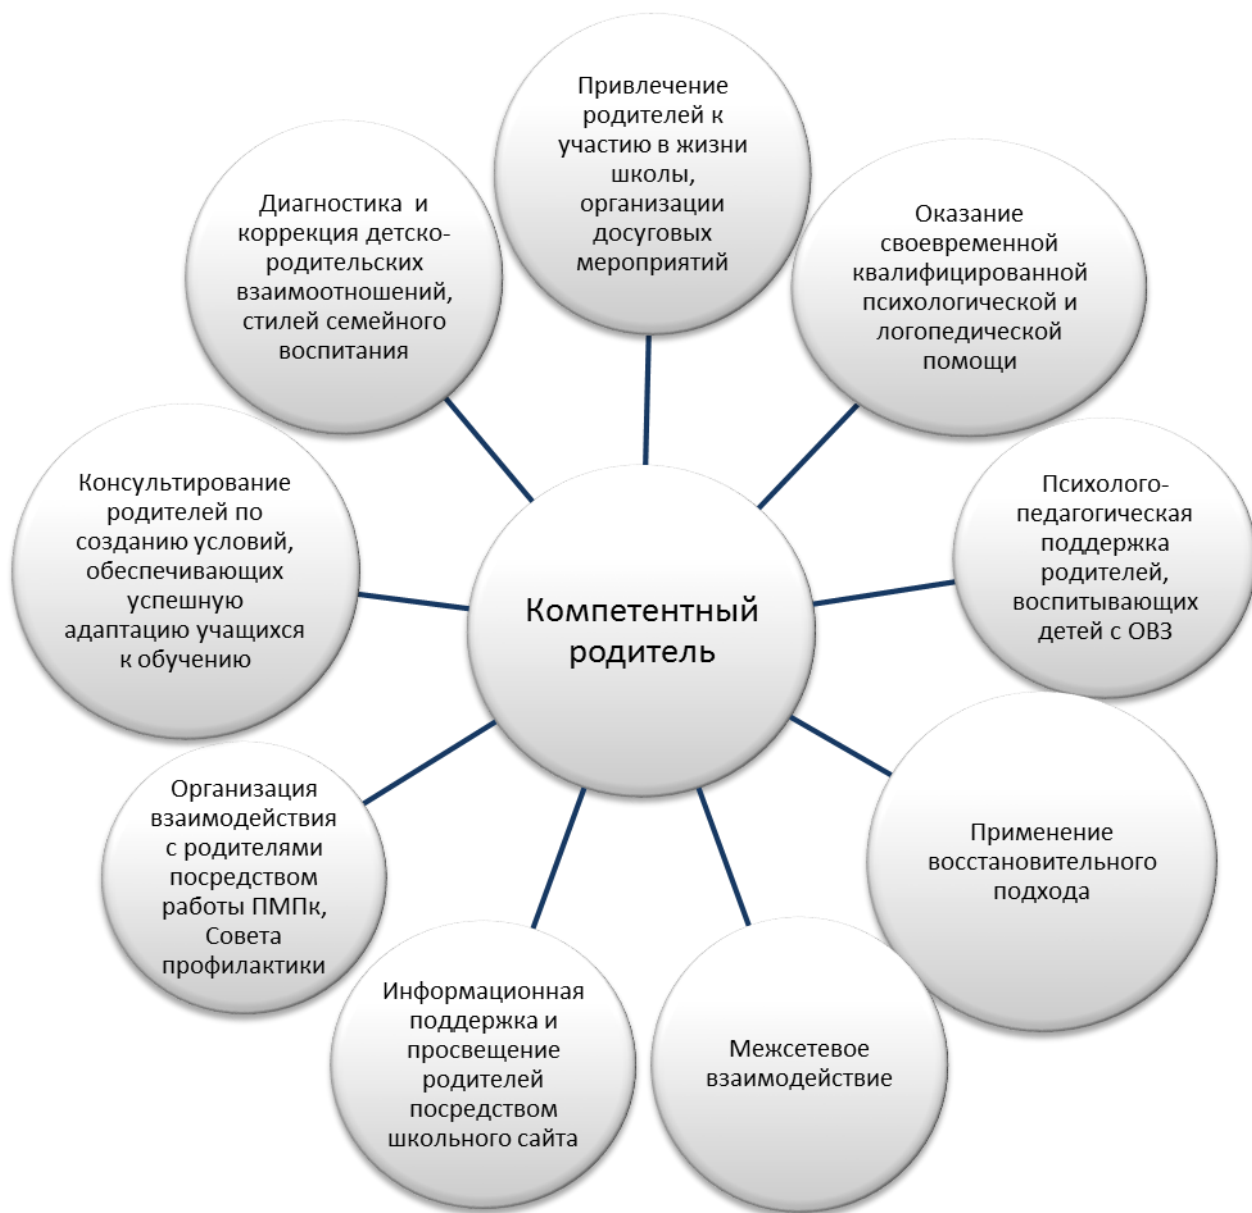 Привлечение
родителей к
участию в жизни
школы,
организации
досуговых
мероприятий
Оказание
своевременной
квалифицированной
психологической и
логопедической
помощи
Психолого-
педагогическая
поддержка
родителей,
воспитывающих
детей с ОВЗ
Применение
восстановительного
подхода
Межсетевое
взаимодействие
Информационная
поддержка и
просвещение
родителей
посредством
школьного сайта
Организация
взаимодействия
с родителями
посредством
работы ПМПк,
Совета
профилактики
Консультирование
родителей по
созданию условий,
обеспечивающих
успешную
адаптацию учащихся
к обучению
Диагностика и
коррекция детско-
родительских
взаимоотношений,
стилей семейного
воспитания
Компетентный
родитель